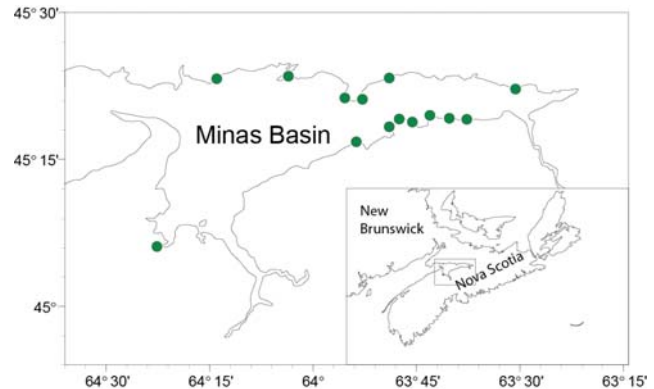 45° 30'
Minas Basin
45° 15'
New
Brunswick
Nova Scotia
45°
64° 30'
64° 15'
64°
63° 45'
63° 30'
63° 15'